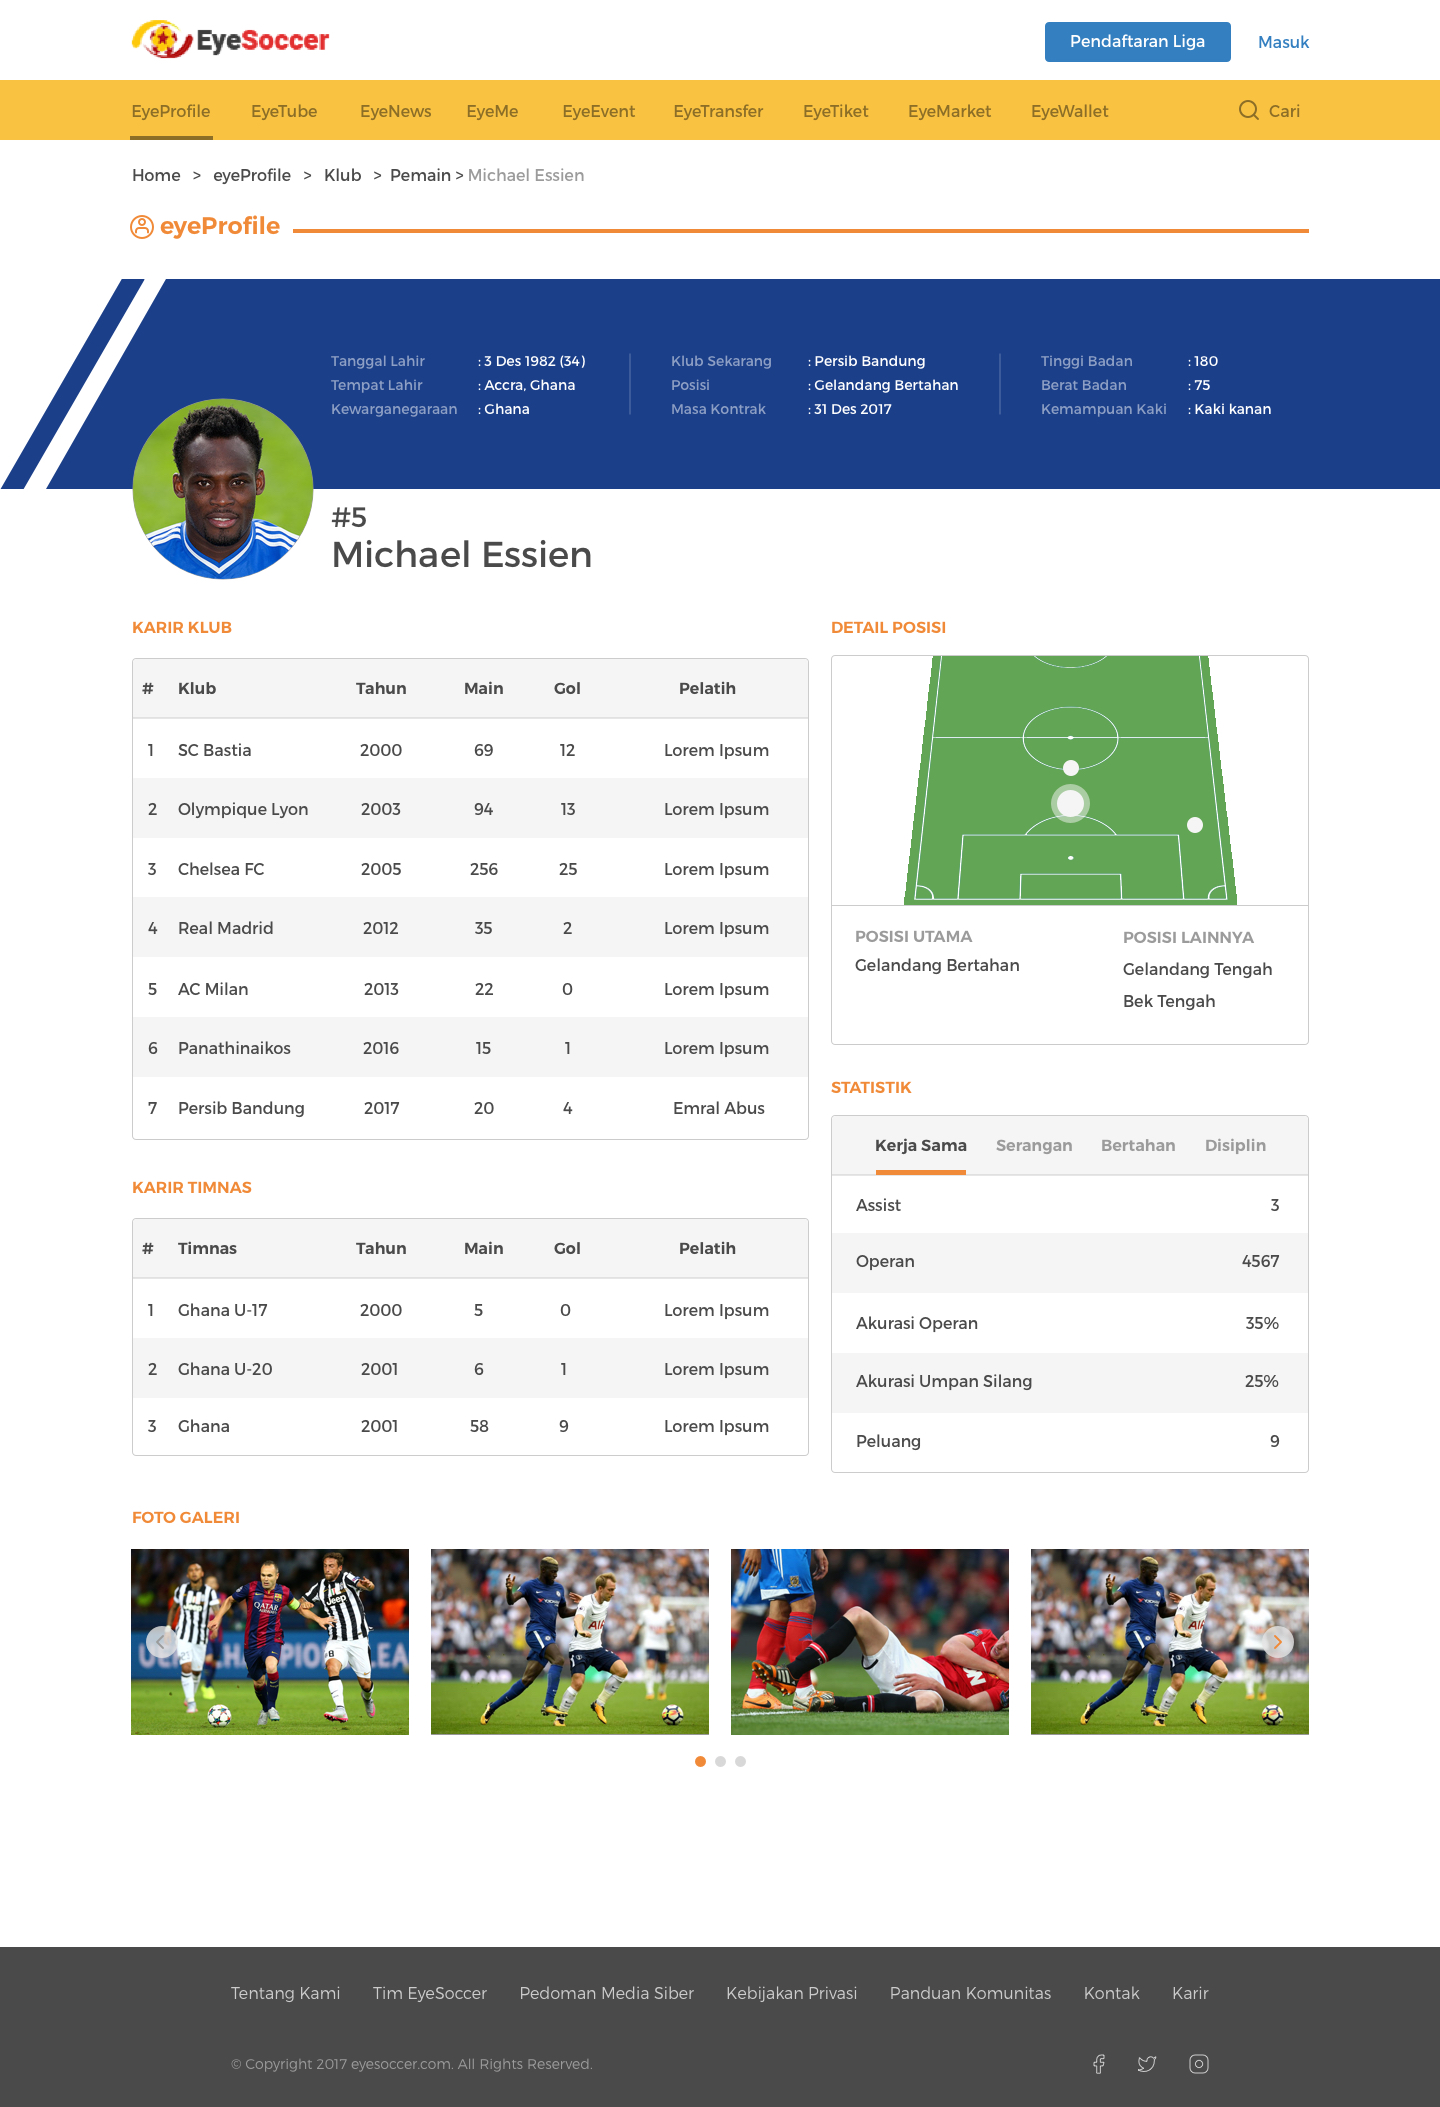 EyeSoccer
Pendaftaran Liga Masuk
EyeProfile EyeTube EyeNews EyeMe EyeEvent EyeTransfer EyeTiket EyeMarket EyeWallet Cari
Home > eyeProfile > Klub > Pemain > Michael Essien
eyeProfile
Tanggal Lahir : 3 Des 1982 (34) Klub Sekarang : Persib Bandung Tinggi Badan : 180
Tempat Lahir : Accra, Ghana Posisi : Gelandang Bertahan Berat Badan : 75
Kewarganegaraan : Ghana Masa Kontrak : 31 Des 2017 Kemampuan Kaki : Kaki kanan
#5
Michael Essien
KARIR KLUB
# Klub Tahun Main Gol Pelatih
1 SC Bastia 2000 69 12 Lorem Ipsum
2 Olympique Lyon 2003 94 13 Lorem Ipsum
3 Chelsea FC 2005 256 25 Lorem Ipsum
4 Real Madrid 2012 35 2 Lorem Ipsum
5 AC Milan 2013 22 0 Lorem Ipsum
6 Panathinaikos 2016 15 1 Lorem Ipsum
7 Persib Bandung 2017 20 4 Emral Abus
KARIR TIMNAS
# Timnas Tahun Main Gol Pelatih
1 Ghana U-17 2000 5 0 Lorem Ipsum
2 Ghana U-20 2001 6 1 Lorem Ipsum
3 Ghana 2001 58 9 Lorem Ipsum
DETAIL POSISI
POSISI UTAMA
Gelandang Bertahan
POSISI LAINNYA
Gelandang Tengah
Bek Tengah
STATISTIK
Kerja Sama Serangan Bertahan Disiplin
Assist 3
Operan 4567
Akurasi Operan 35%
Akurasi Umpan Silang 25%
Peluang 9
FOTO GALERI
QATAR
Jeep
Tentang Kami Tim EyeSoccer Pedoman Media Siber Kebijakan Privasi Panduan Komunitas Kontak Karir
© Copyright 2017 eyesoccer.com. All Rights Reserved.